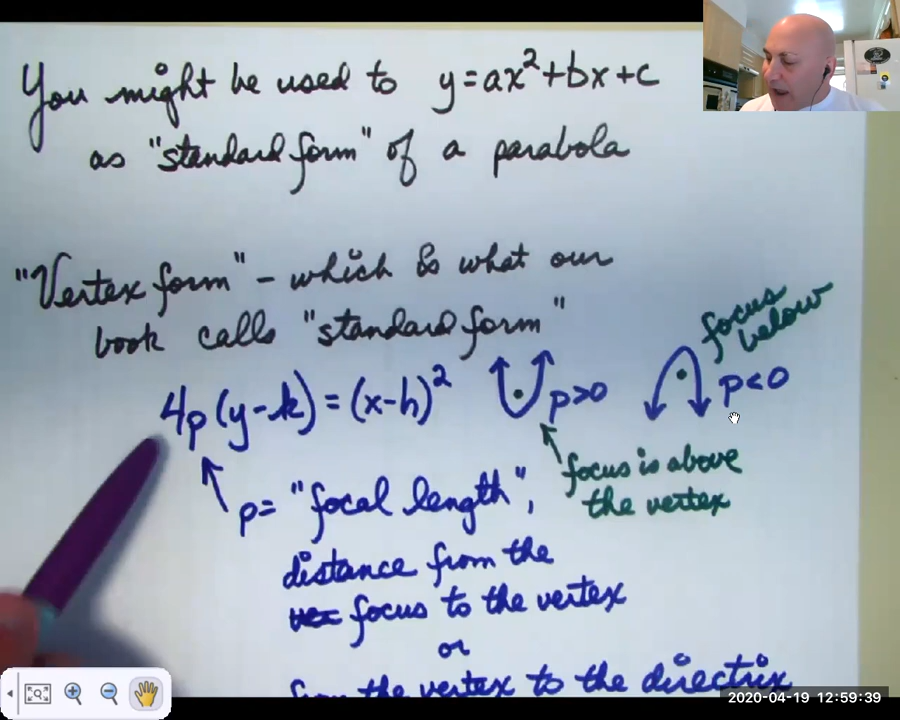 You might be used to y=ax²+bx+c
as "standard form" of a parabola
"Vertex form" - which is what our
book calls "standard form"
4p(y-k)=(x-h)²
p>0
focus
below
p<0
focus is above
the vertex
p= "focal length",
distance from the
focus to the vertex
or
from the vertex to the directrix
2020-04-19 12:59:39